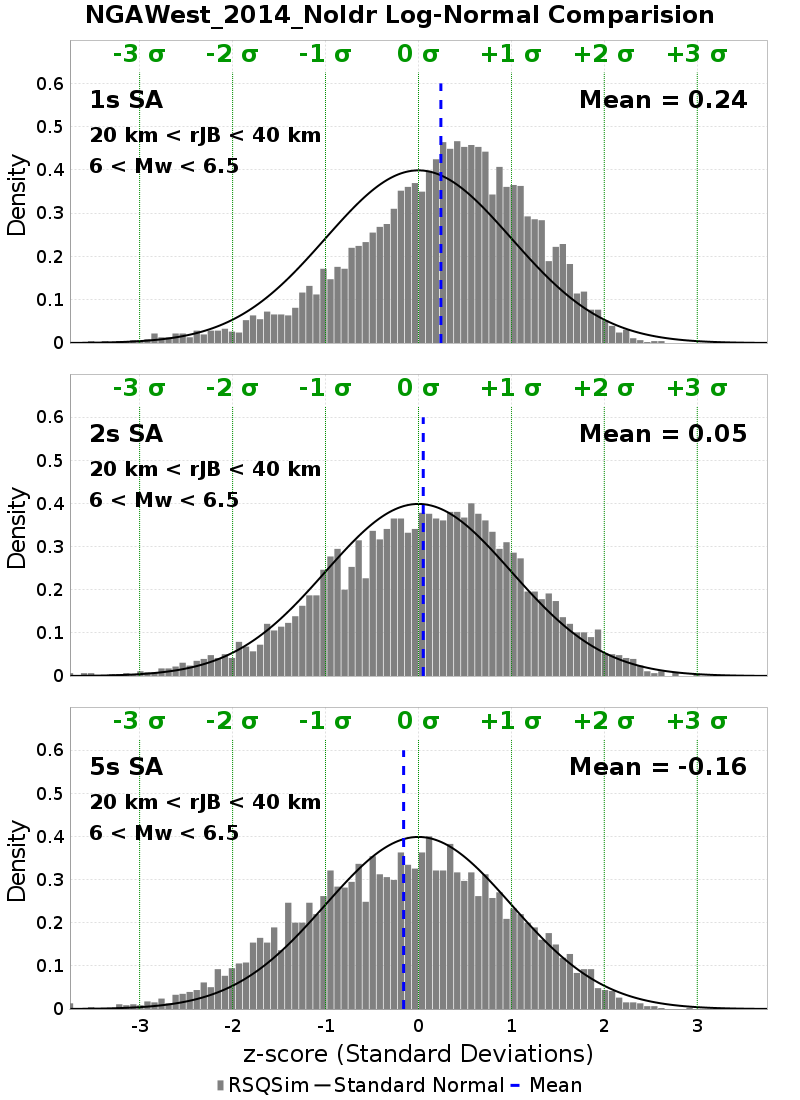 NGAWest_2014_NoIdr Log-Normal Comparision
-3 σ -2 σ -1 σ 0 σ +1 σ +2 σ +3 σ
0.6
1s SA Mean = 0.24
0.5
20 km < rJB < 40 km
6 < Mw < 6.5
0.4
0.3
0.2
0.1
0
Density
-3 σ -2 σ -1 σ 0 σ +1 σ +2 σ +3 σ
0.6
2s SA Mean = 0.05
0.5
20 km < rJB < 40 km
6 < Mw < 6.5
0.4
0.3
0.2
0.1
0
Density
-3 σ -2 σ -1 σ 0 σ +1 σ +2 σ +3 σ
0.6
5s SA Mean = -0.16
0.5
20 km < rJB < 40 km
6 < Mw < 6.5
0.4
0.3
0.2
0.1
0
Density
-3 -2 -1 0 1 2 3
z-score (Standard Deviations)
RSQSim Standard Normal Mean